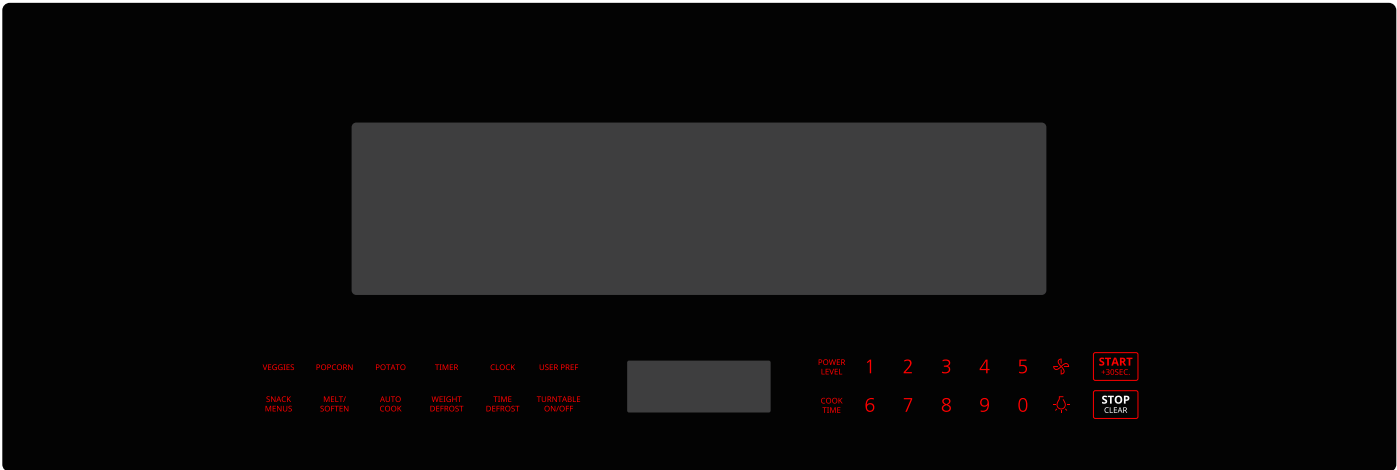 VEGGIES POPCORN POTATO TIMER CLOCK USER PREF
SNACK MENUS MELT/ SOFTEN AUTO COOK WEIGHT DEFROST TIME DEFROST TURNTABLE ON/OFF
POWER LEVEL 1 2 3 4 5
COOK TIME 6 7 8 9 0
START
+30SEC.
STOP
CLEAR